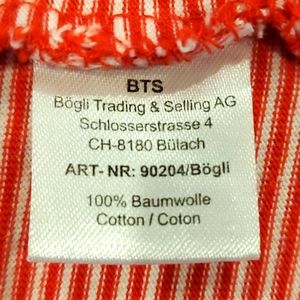 BTS
Bögli Trading & Selling AG
Schlosserstrasse 4
CH-8180 Bülach
ART- NR: 90204/Bögli
100% Baumwolle
Cotton / Coton